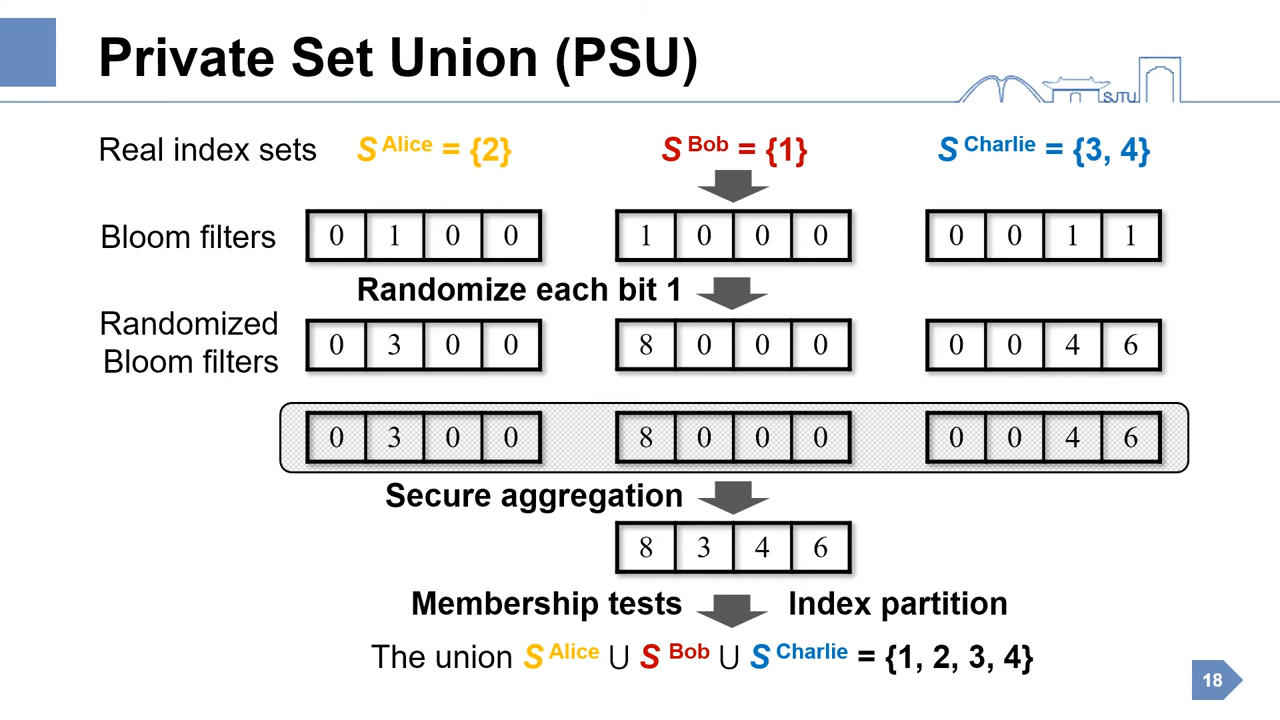 Private Set Union (PSU)
SJTU
Real index sets S Alice = {2} S Bob = {1} S Charlie = {3, 4}
Bloom filters 0 1 0 0 1 0 0 0 0 0 1 1
Randomize each bit 1
Randomized
Bloom filters
0 3 0 0 8 0 0 0 0 0 4 6
0 3 0 0 8 0 0 0 0 0 4 6
Secure aggregation
8 3 4 6
Membership tests Index partition
The union S Alice ∪ S Bob ∪ S Charlie = {1, 2, 3, 4}
18